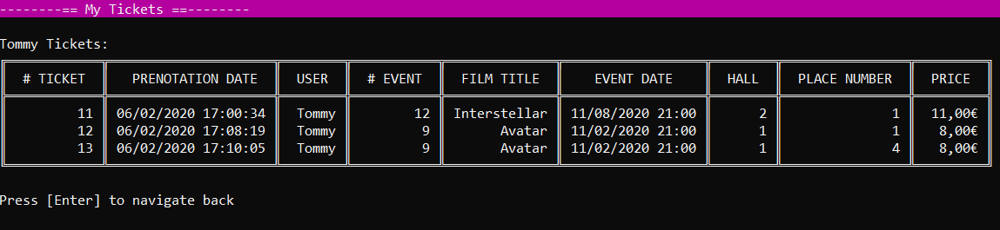 --------== My Tickets ==--------
Tommy Tickets:
# TICKET PRENOTATION DATE USER # EVENT FILM TITLE EVENT DATE HALL PLACE NUMBER PRICE
11 06/02/2020 17:00:34 Tommy 12 Interstellar 11/08/2020 21:00 2 1 11,00€
12 06/02/2020 17:08:19 Tommy 9 Avatar 11/02/2020 21:00 1 1 8,00€
13 06/02/2020 17:10:05 Tommy 9 Avatar 11/02/2020 21:00 1 4 8,00€
Press [Enter] to navigate back